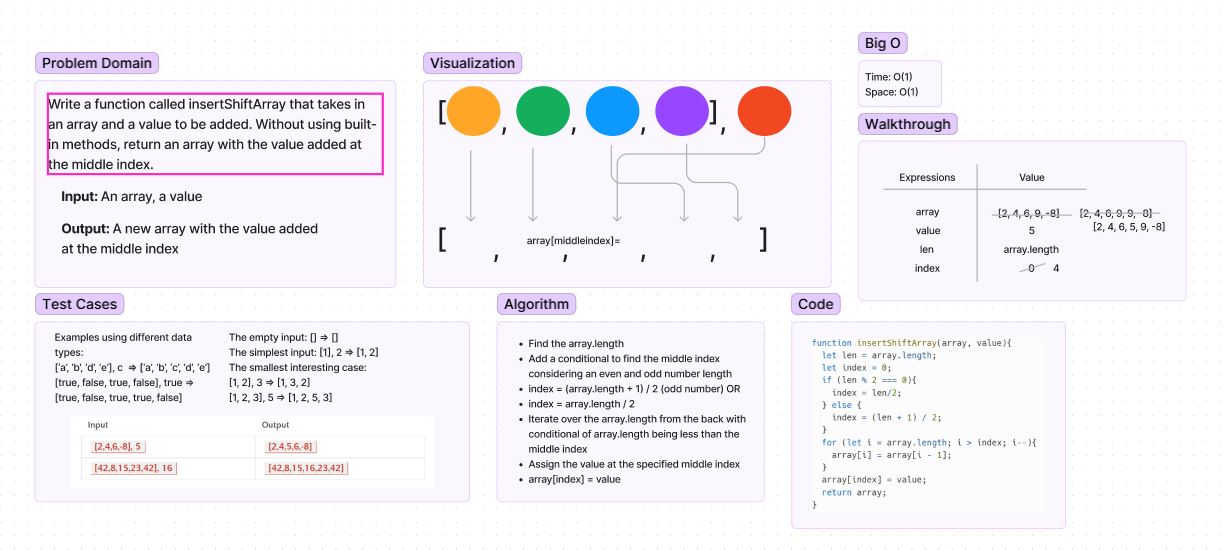 Problem Domain
Write a function called insertShiftArray that takes in
an array and a value to be added. Without using built-
in methods, return an array with the value added at
the middle index.
Input: An array, a value
Output: A new array with the value added
at the middle index
Visualization
[ , , , ],
[ , array[middleindex]= , , , ]
Big O
Time: O(1)
Space: O(1)
Walkthrough
Expressions Value
array [2, 4, 6, 9, -8] [2, 4, 6, 9, 9, -8]
[2, 4, 6, 5, 9, -8]
value 5
len array.length
index 0 4
Test Cases
Examples using different data
types:
['a', 'b', 'd', 'e'], c ⇒ ['a', 'b', 'c', 'd', 'e']
[true, false, true, false], true ⇒
[true, false, true, true, false]
The empty input: [] ⇒ []
The simplest input: [1], 2 ⇒ [1, 2]
The smallest interesting case:
[1, 2], 3 ⇒ [1, 3, 2]
[1, 2, 3], 5 ⇒ [1, 2, 5, 3]
Input Output
[2,4,6,-8], 5 [2,4,5,6,-8]
[42,8,15,23,42], 16 [42,8,15,16,23,42]
Algorithm
• Find the array.length
• Add a conditional to find the middle index
considering an even and odd number length
• index = (array.length + 1) / 2 (odd number) OR
• index = array.length / 2
• Iterate over the array.length from the back with
conditional of array.length being less than the
middle index
• Assign the value at the specified middle index
• array[index] = value
Code
function insertShiftArray(array, value){
let len = array.length;
let index = 0;
if (len % 2 === 0){
index = len/2;
} else {
index = (len + 1) / 2;
}
for (let i = array.length; i > index; i--){
array[i] = array[i - 1];
}
array[index] = value;
return array;
}